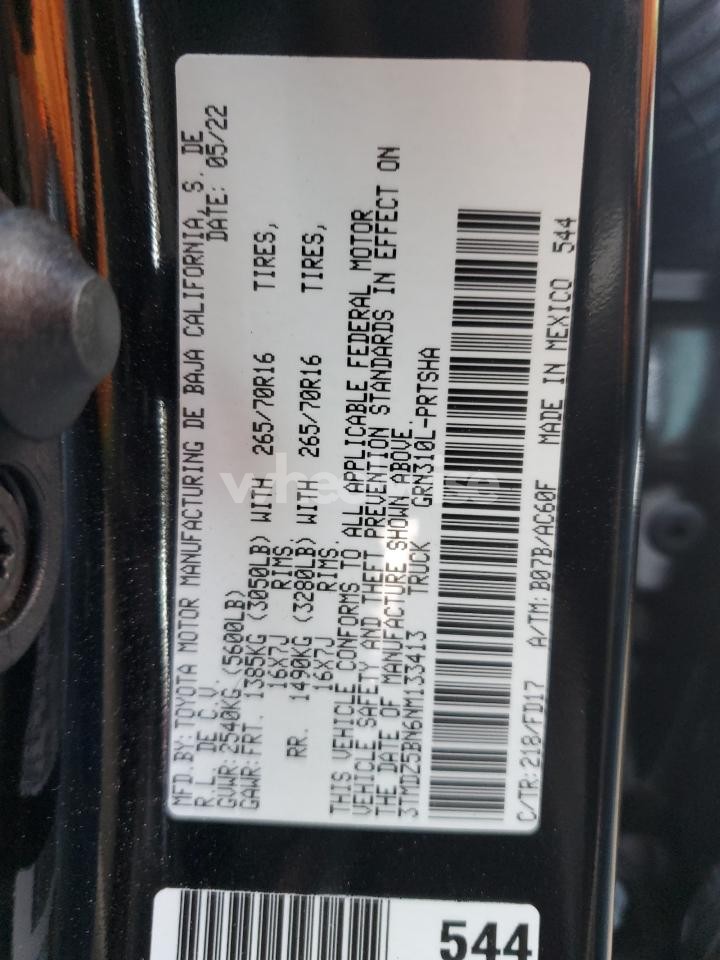 MFD.BY: TOYOTA MOTOR MANUFACTURING DE BAJA CALIFORNIA, S. DE
R.L. DE C.V. DATE: 05/22
GVWR: 2540KG (5600LB)
GAWR: FRT. 1385KG (3050LB) WITH 265/70R16 TIRES,
16X7J RIMS.
RR. 1490KG (3280LB) WITH 265/70R16 TIRES,
16X7J RIMS.
THIS VEHICLE CONFORMS TO ALL APPLICABLE FEDERAL MOTOR
VEHICLE SAFETY AND THEFT PREVENTION STANDARDS IN EFFECT ON
THE DATE OF MANUFACTURE SHOWN ABOVE.
3TMDZ5BN6NM133413 TRUCK GRN310L-PRTSHA
C/TR: 218/FD17 A/TM: B07B/AC60F MADE IN MEXICO 544
544